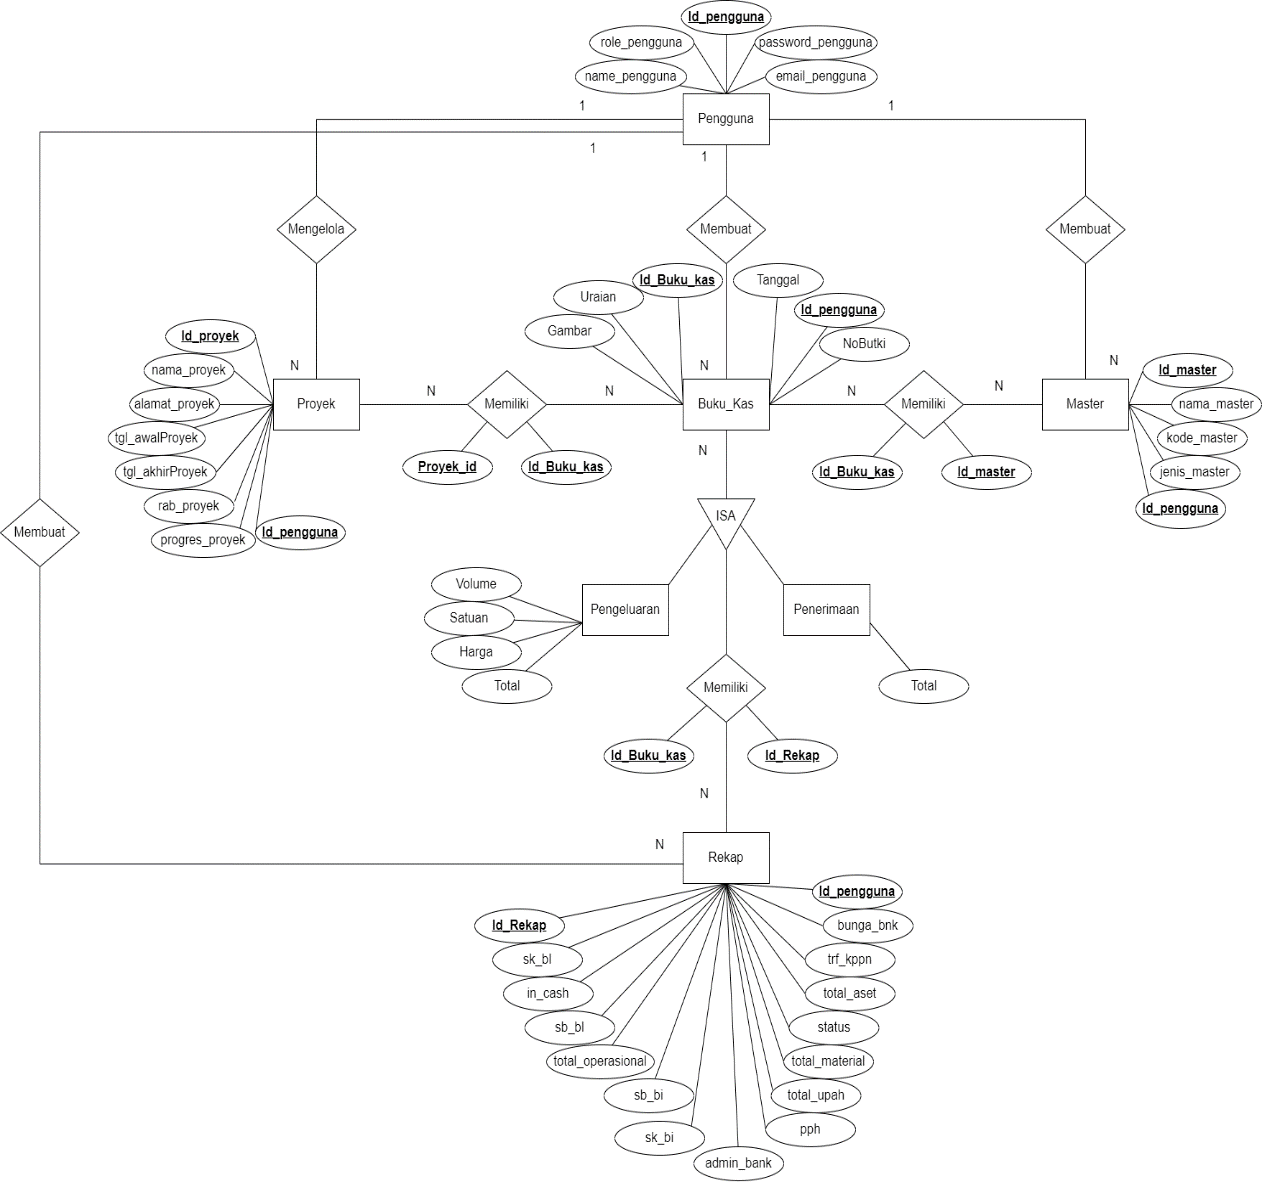 Id_pengguna
role_pengguna
password_pengguna
name_pengguna
email_pengguna
1
1
Pengguna
1
1
Mengelola
Membuat
Membuat
Id_Buku_kas
Tanggal
Uraian
Id_pengguna
Gambar
NoButki
Id_proyek
nama_proyek
alamat_proyek
tgl_awalProyek
tgl_akhirProyek
rab_proyek
progres_proyek
Id_pengguna
N
Proyek
N
Memiliki
N
Proyek_id
Id_Buku_kas
N
Buku_Kas
N
N
Memiliki
N
Id_Buku_kas
Id_master
N
Master
Id_master
nama_master
kode_master
jenis_master
Id_pengguna
Membuat
ISA
Pengeluaran
Penerimaan
Volume
Satuan
Harga
Total
Total
Memiliki
Id_Buku_kas
Id_Rekap
N
N
Rekap
Id_pengguna
Id_Rekap
bunga_bnk
sk_bl
trf_kppn
in_cash
total_aset
sb_bl
status
total_operasional
total_material
sb_bi
total_upah
sk_bi
pph
admin_bank